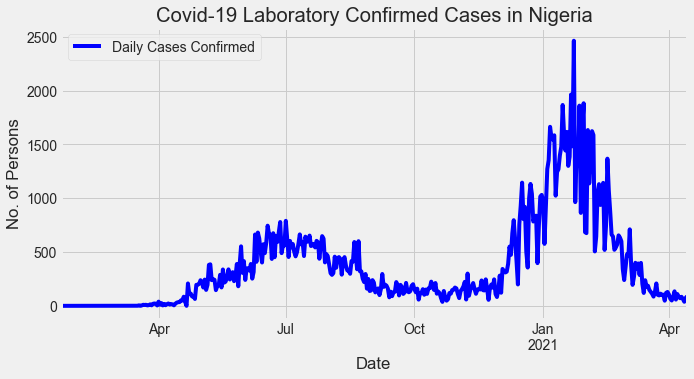 Covid-19 Laboratory Confirmed Cases in Nigeria
Daily Cases Confirmed
No. of Persons
2500
2000
1500
1000
500
0
Apr
Jul
Oct
Jan
2021
Apr
Date